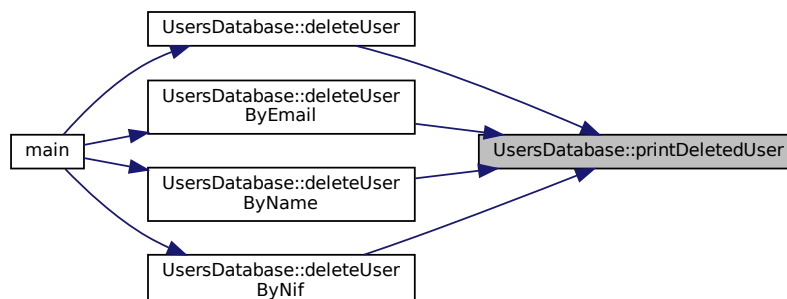 UsersDatabase::deleteUser
UsersDatabase::deleteUser
ByEmail
main
UsersDatabase::printDeletedUser
UsersDatabase::deleteUser
ByName
UsersDatabase::deleteUser
ByNif